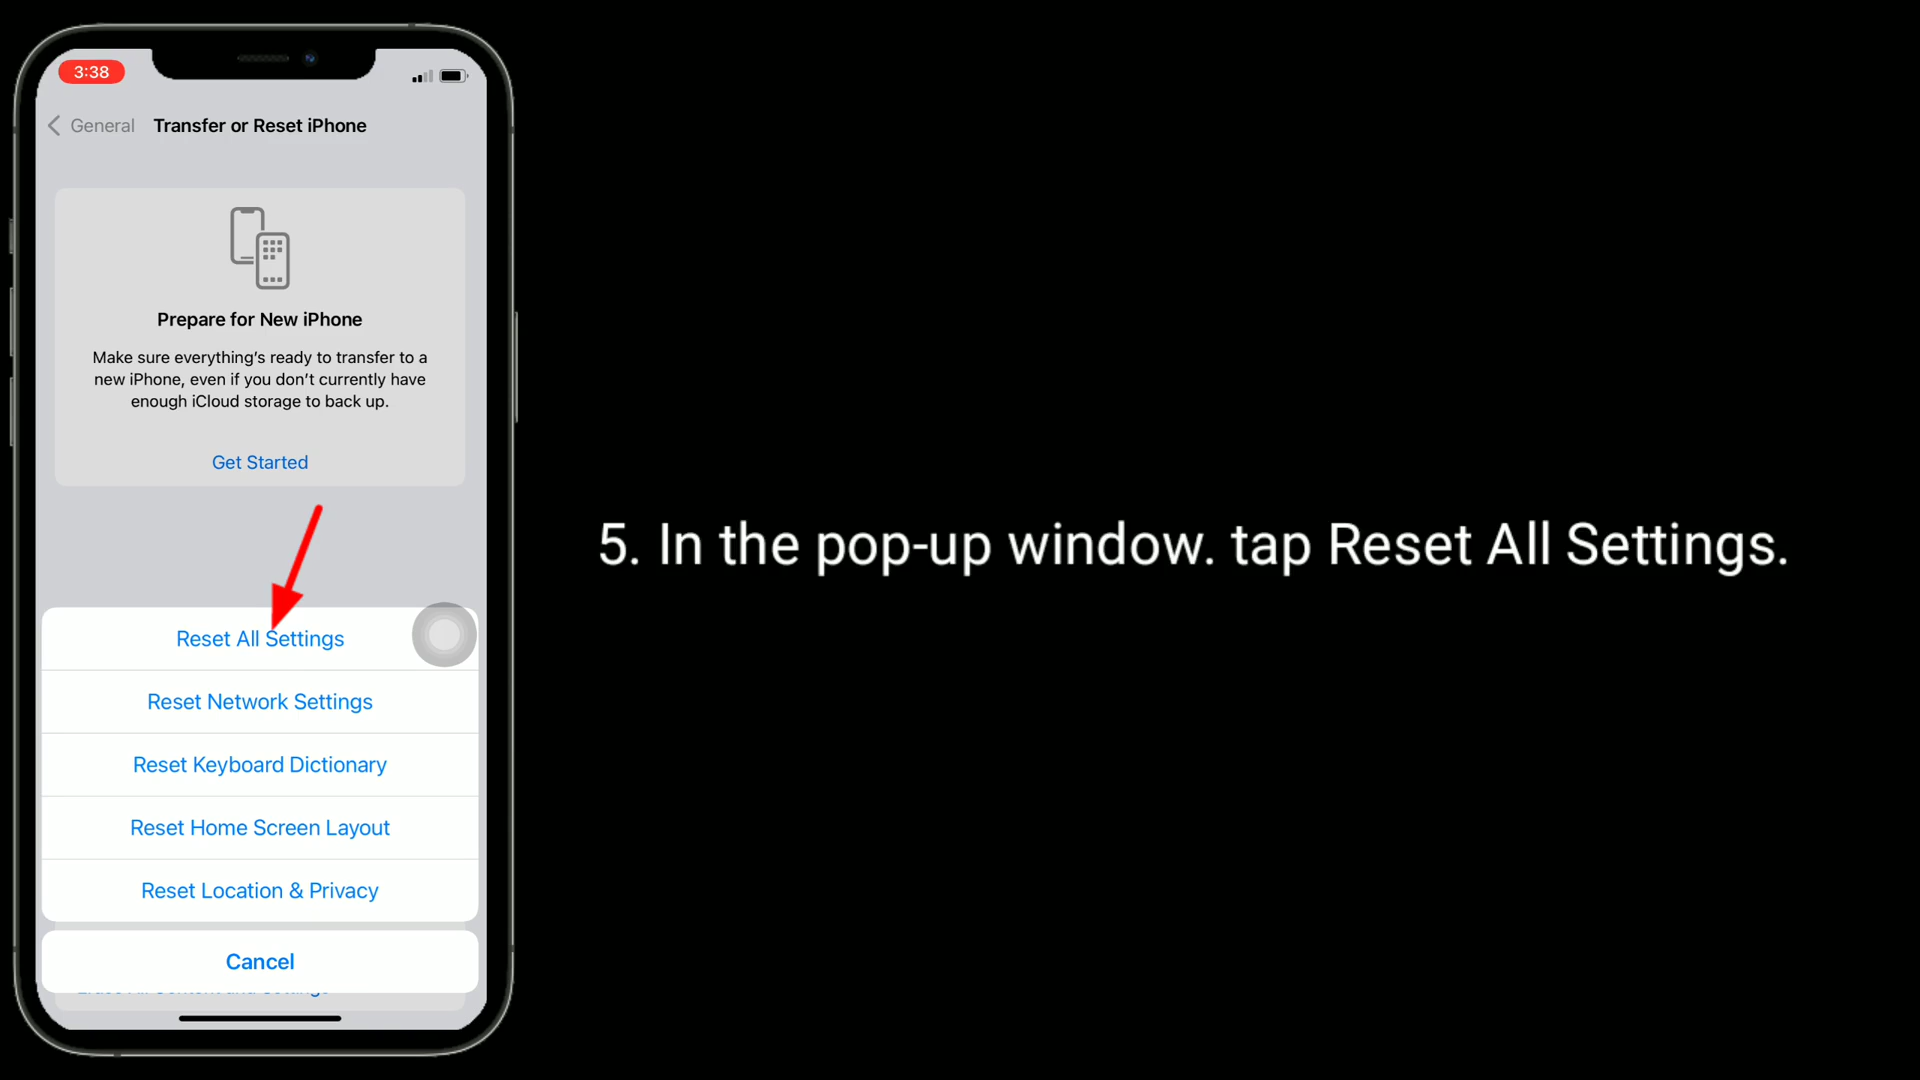 3:38
General
Transfer or Reset iPhone
Prepare for New iPhone
Make sure everything's ready to transfer to a
new iPhone, even if you don't currently have
enough iCloud storage to back up.
Get Started
Reset All Settings
Reset Network Settings
Reset Keyboard Dictionary
Reset Home Screen Layout
Reset Location & Privacy
Cancel
5. In the pop-up window. tap Reset All Settings.